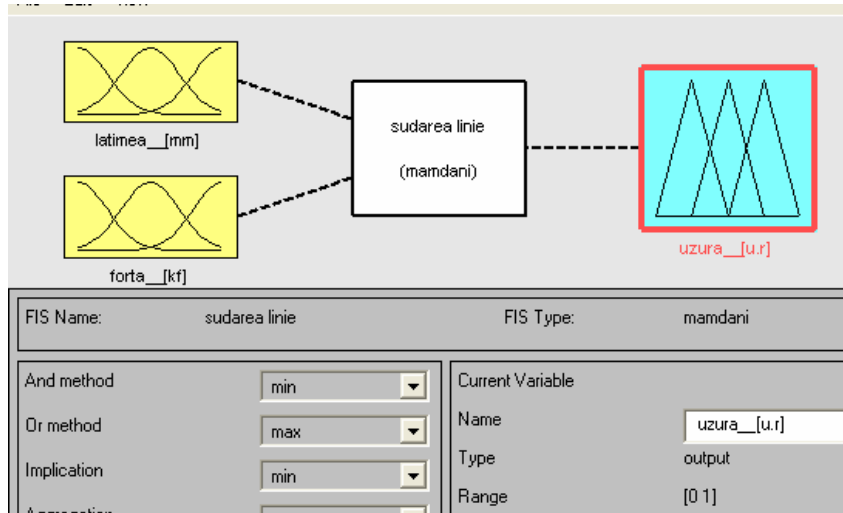 latimea__[mm]
sudarea linie
(mamdani)
forta__[kf]
uzura__[u.r]
FIS Name: sudarea linie FIS Type: mamdani
And method min
Or method max
Implication min
Current Variable
Name uzura__[u.r]
Type output
Range [0 1]